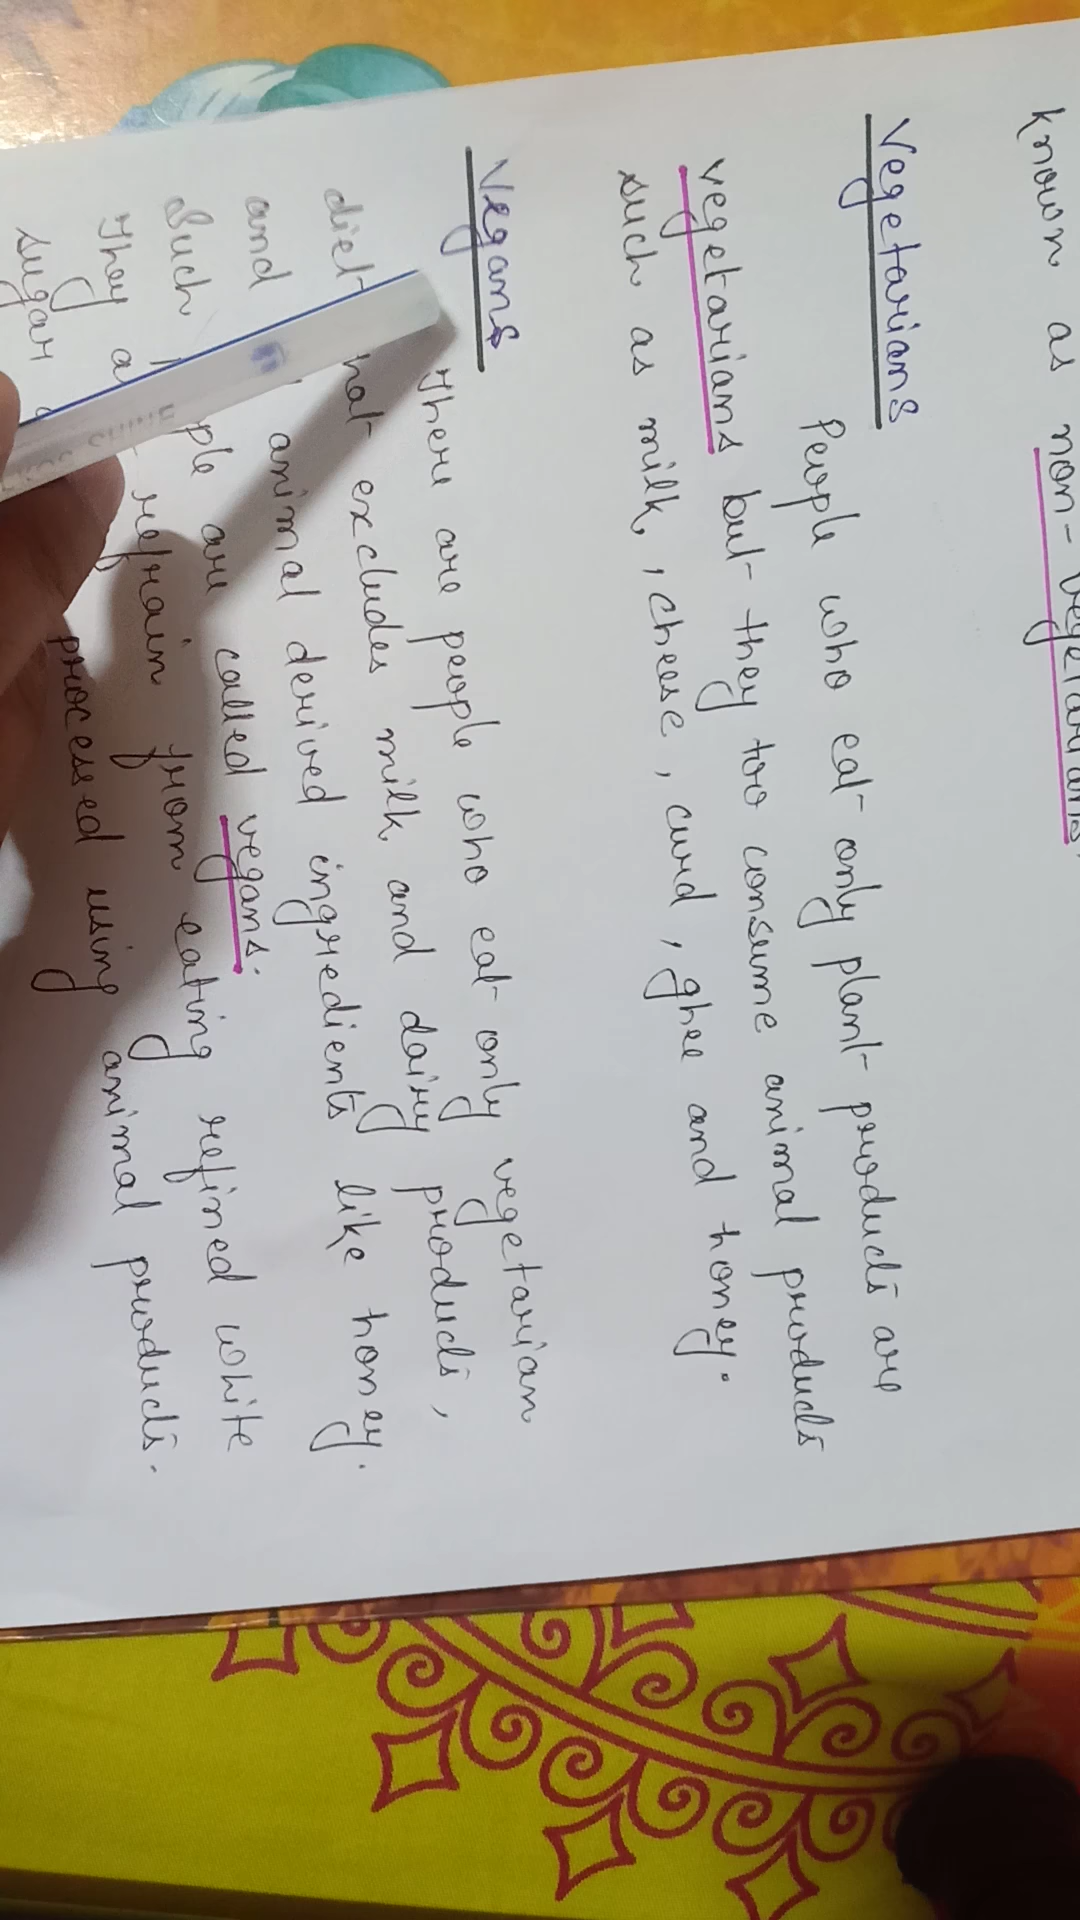 known as non-vegetarians.
Vegetarians
People who eat only plant products are
vegetarians but they too consume animal products
such as milk, cheese, curd, ghee and honey.
Vegans
There are people who eat only vegetarian
diet hat excludes milk and dairy products,
and animal derived ingredients like honey.
Such ple are called vegans.
They refrain from eating refined white
sugar processed using animal products.